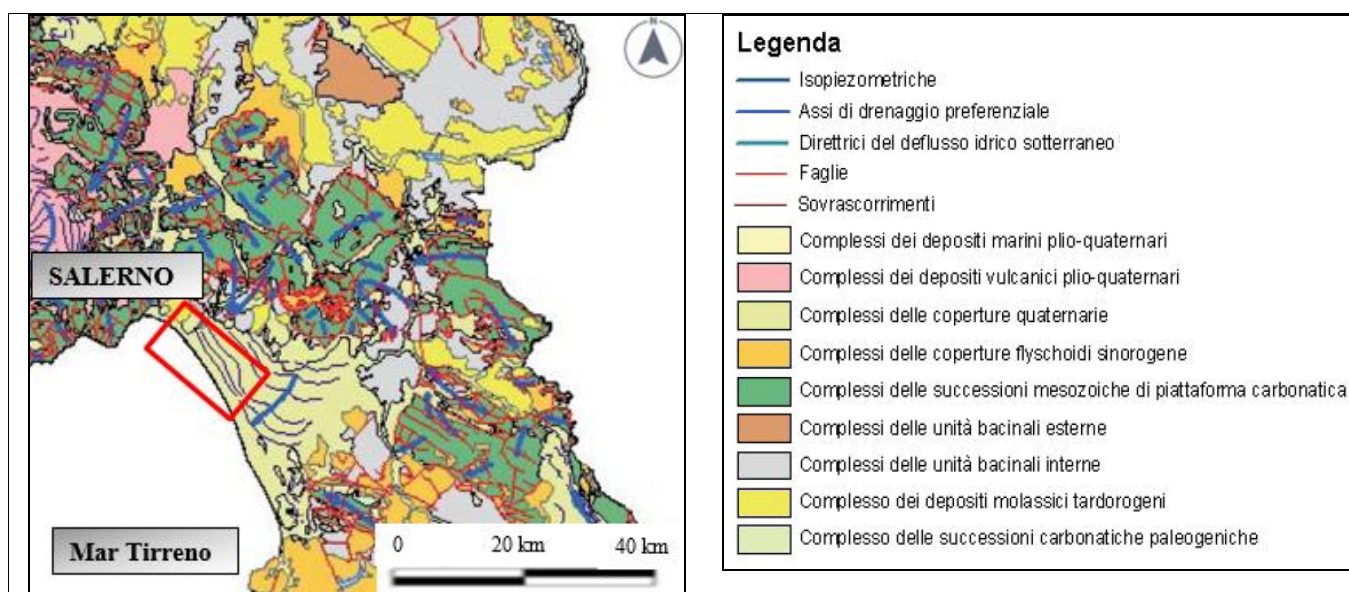 N
SALERNO
Mar Tirreno
0 20 km 40 km
Legenda
Isopiezometriche
Assi di drenaggio preferenziale
Direttrici del deflusso idrico sotterraneo
Faglie
Sovrascorrimenti
Complessi dei depositi marini plio-quaternari
Complessi dei depositi vulcanici plio-quaternari
Complessi delle coperture quaternarie
Complessi delle coperture flyschoidi sinorogene
Complessi delle successioni mesozoiche di piattaforma carbonatica
Complessi delle unità bacinali esterne
Complessi delle unità bacinali interne
Complesso dei depositi molassici tardorogeni
Complesso delle successioni carbonatiche paleogeniche